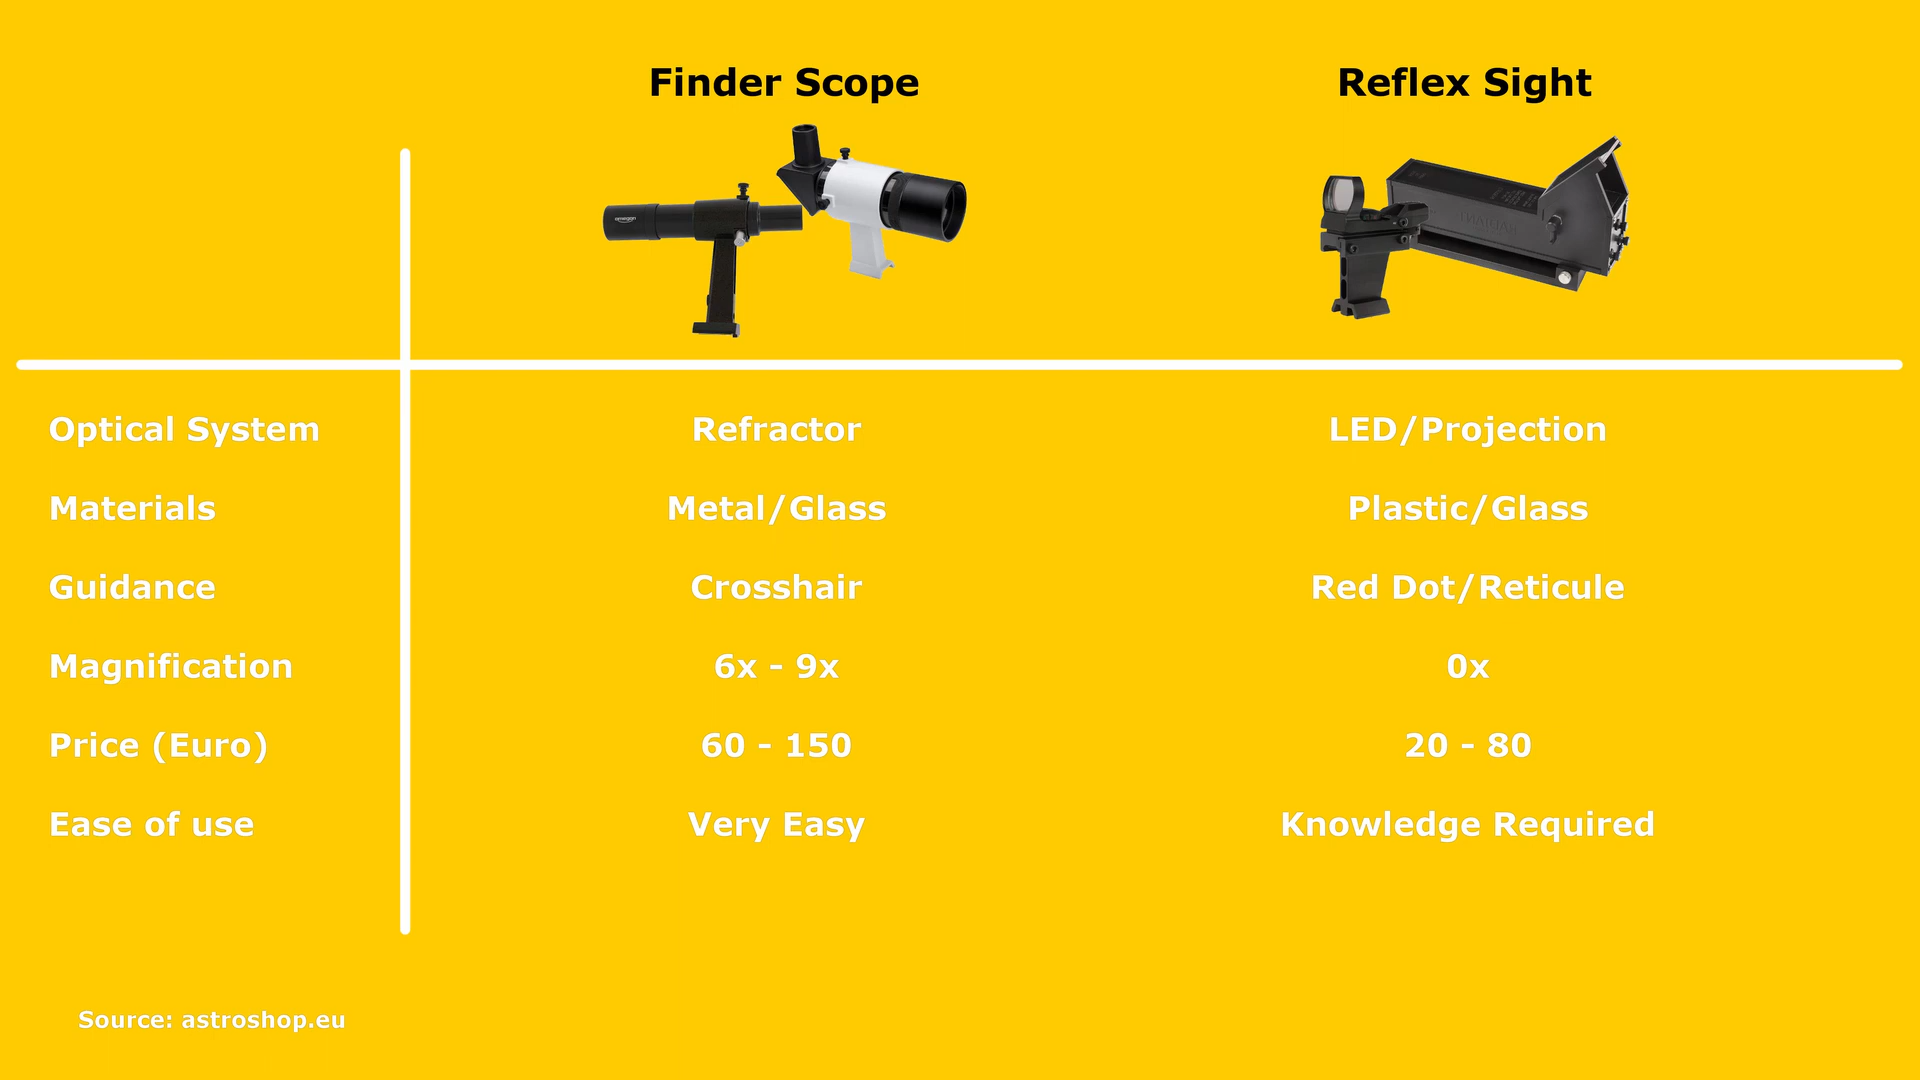 Finder Scope
Reflex Sight
omegon
Optical System
Refractor
LED/Projection
Materials
Metal/Glass
Plastic/Glass
Guidance
Crosshair
Red Dot/Reticule
Magnification
6x - 9x
0x
Price (Euro)
60 - 150
20 - 80
Ease of use
Very Easy
Knowledge Required
Source: astroshop.eu